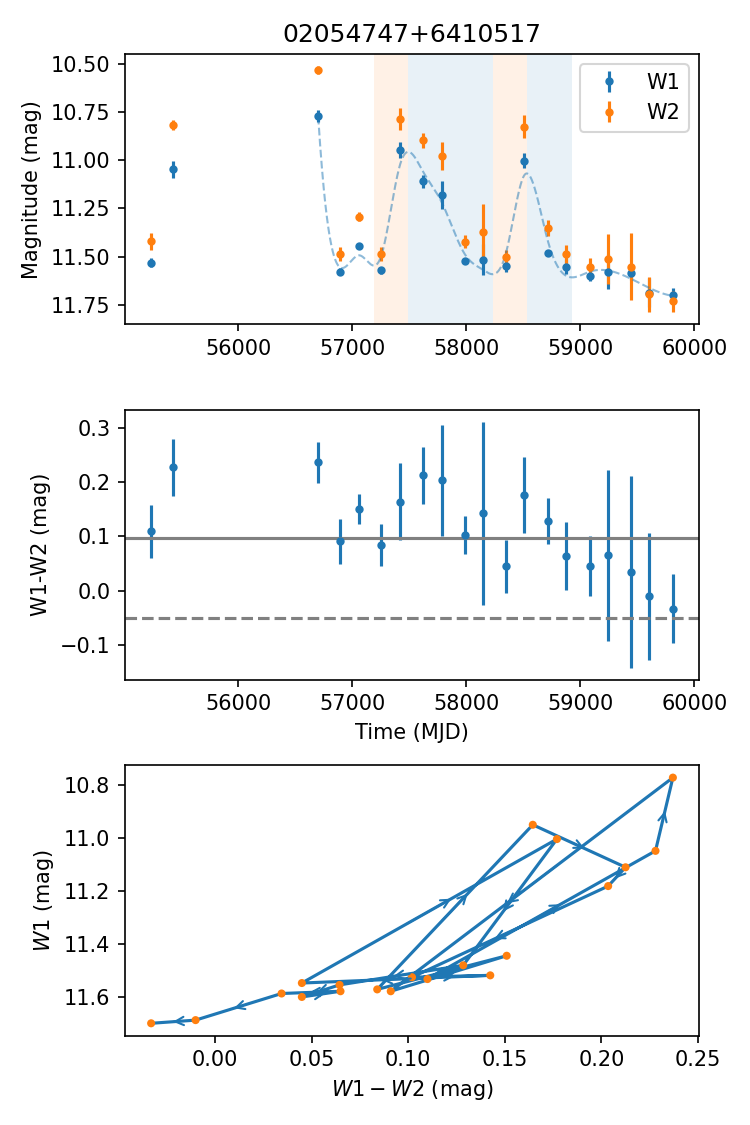 02054747+6410517
10.50
10.75
11.00
11.25
11.50
11.75
Magnitude (mag)
W1
W2
56000 57000 58000 59000 60000
0.3
0.2
0.1
0.0
−0.1
W1-W2 (mag)
56000 57000 58000 59000 60000
Time (MJD)
10.8
11.0
11.2
11.4
11.6
W1 (mag)
0.00 0.05 0.10 0.15 0.20 0.25
W1 − W2 (mag)